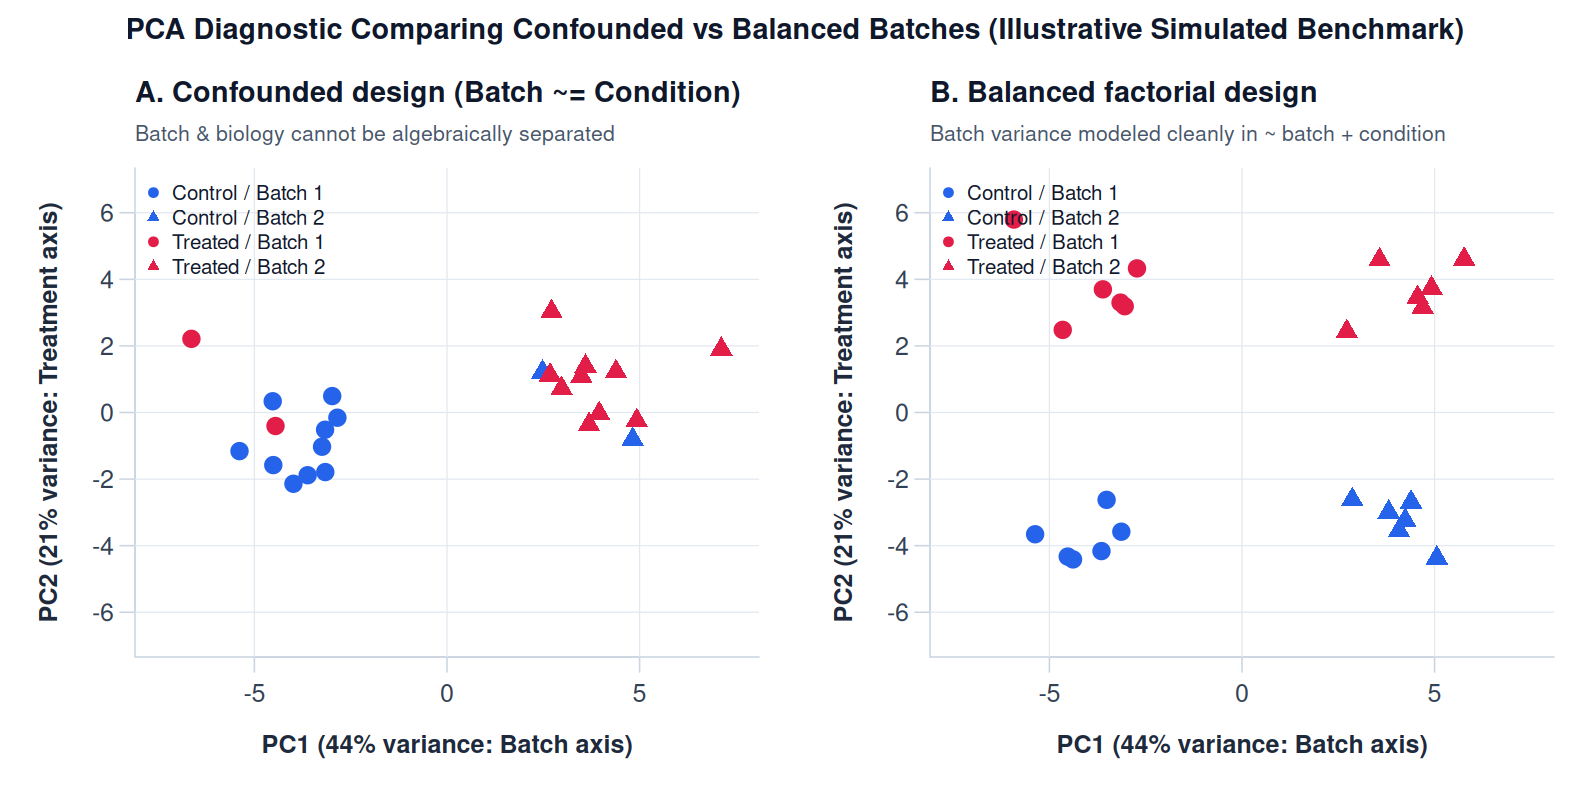 PCA Diagnostic Comparing Confounded vs Balanced Batches (Illustrative Simulated Benchmark)
A. Confounded design (Batch ~= Condition)
Batch & biology cannot be algebraically separated
Control / Batch 1
Control / Batch 2
Treated / Batch 1
Treated / Batch 2
PC2 (21% variance: Treatment axis)
6
4
2
0
-2
-4
-6
-5
0
5
PC1 (44% variance: Batch axis)
B. Balanced factorial design
Batch variance modeled cleanly in ~ batch + condition
Control / Batch 1
Control / Batch 2
Treated / Batch 1
Treated / Batch 2
PC2 (21% variance: Treatment axis)
6
4
2
0
-2
-4
-6
-5
0
5
PC1 (44% variance: Batch axis)